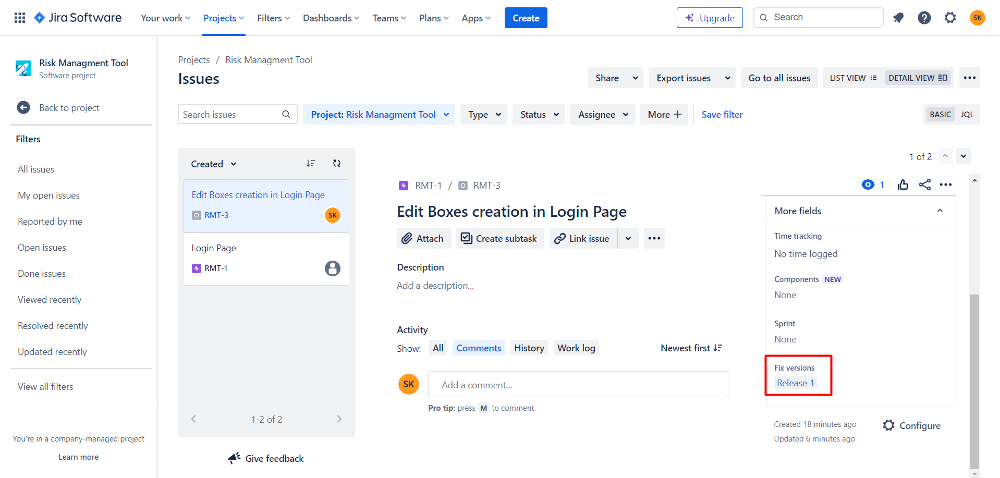 Jira Software
Your work
Projects
Filters
Dashboards
Teams
Plans
Apps
Create
Upgrade
Search
SK
Risk Managment Tool
Software project
Back to project
Filters
All issues
My open issues
Reported by me
Open issues
Done issues
Viewed recently
Resolved recently
Updated recently
View all filters
You're in a company-managed project
Learn more
Projects / Risk Managment Tool
Issues
Share
Export issues
Go to all issues
LIST VIEW
DETAIL VIEW
Search issues
Project: Risk Managment Tool
Type
Status
Assignee
More
Save filter
BASIC
JQL
Created
Edit Boxes creation in Login Page
RMT-3
SK
Login Page
RMT-1
1-2 of 2
Give feedback
1 of 2
RMT-1 / RMT-3
1
Edit Boxes creation in Login Page
Attach
Create subtask
Link issue
Description
Add a description...
Activity
Show:
All
Comments
History
Work log
Newest first
SK
Add a comment...
Pro tip: press M to comment
More fields
Time tracking
No time logged
Components NEW
None
Sprint
None
Fix versions
Release 1
Created 18 minutes ago
Updated 6 minutes ago
Configure